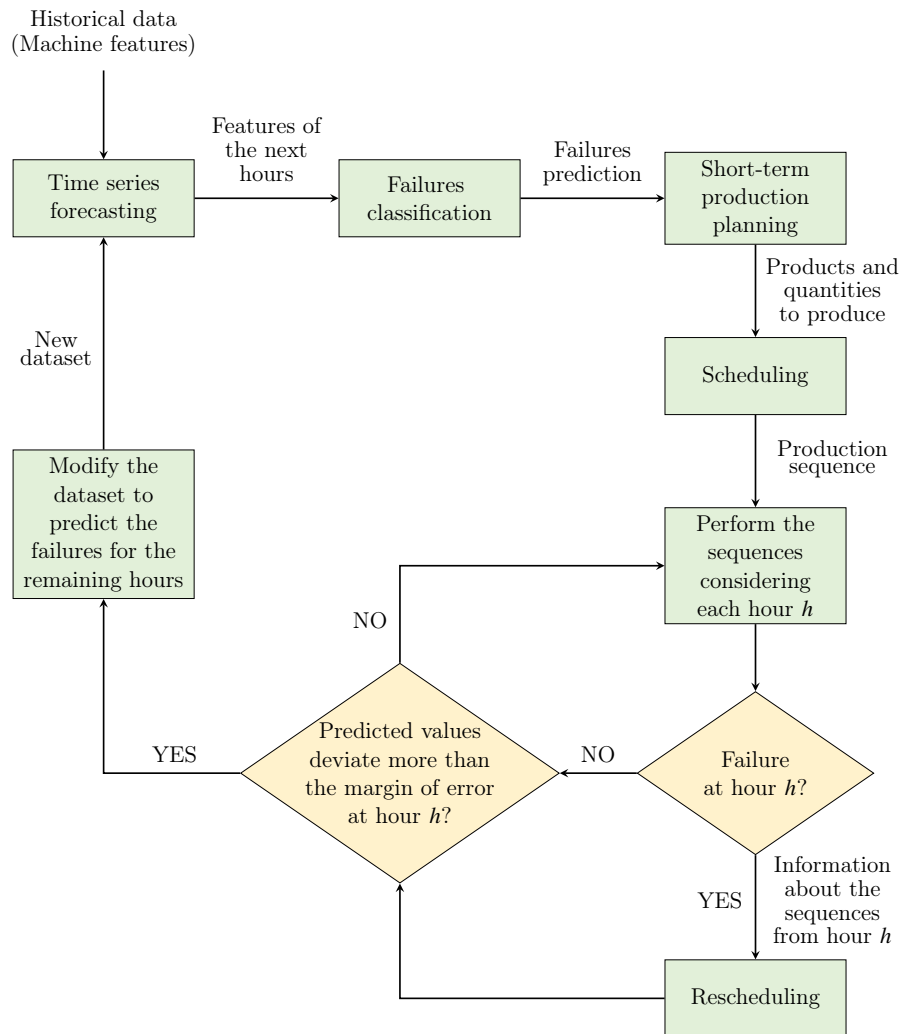 Historical data
(Machine features)
Time series
forecasting
Features of
the next
hours
Failures
classification
Failures
prediction
Short-term
production
planning
Products and
quantities
to produce
Scheduling
Production
sequence
Perform the
sequences
considering
each hour h
Failure
at hour h?
NO
YES
Information
about the
sequences
from hour h
Rescheduling
Predicted values
deviate more than
the margin of error
at hour h?
NO
YES
Modify the
dataset to
predict the
failures for the
remaining hours
New
dataset